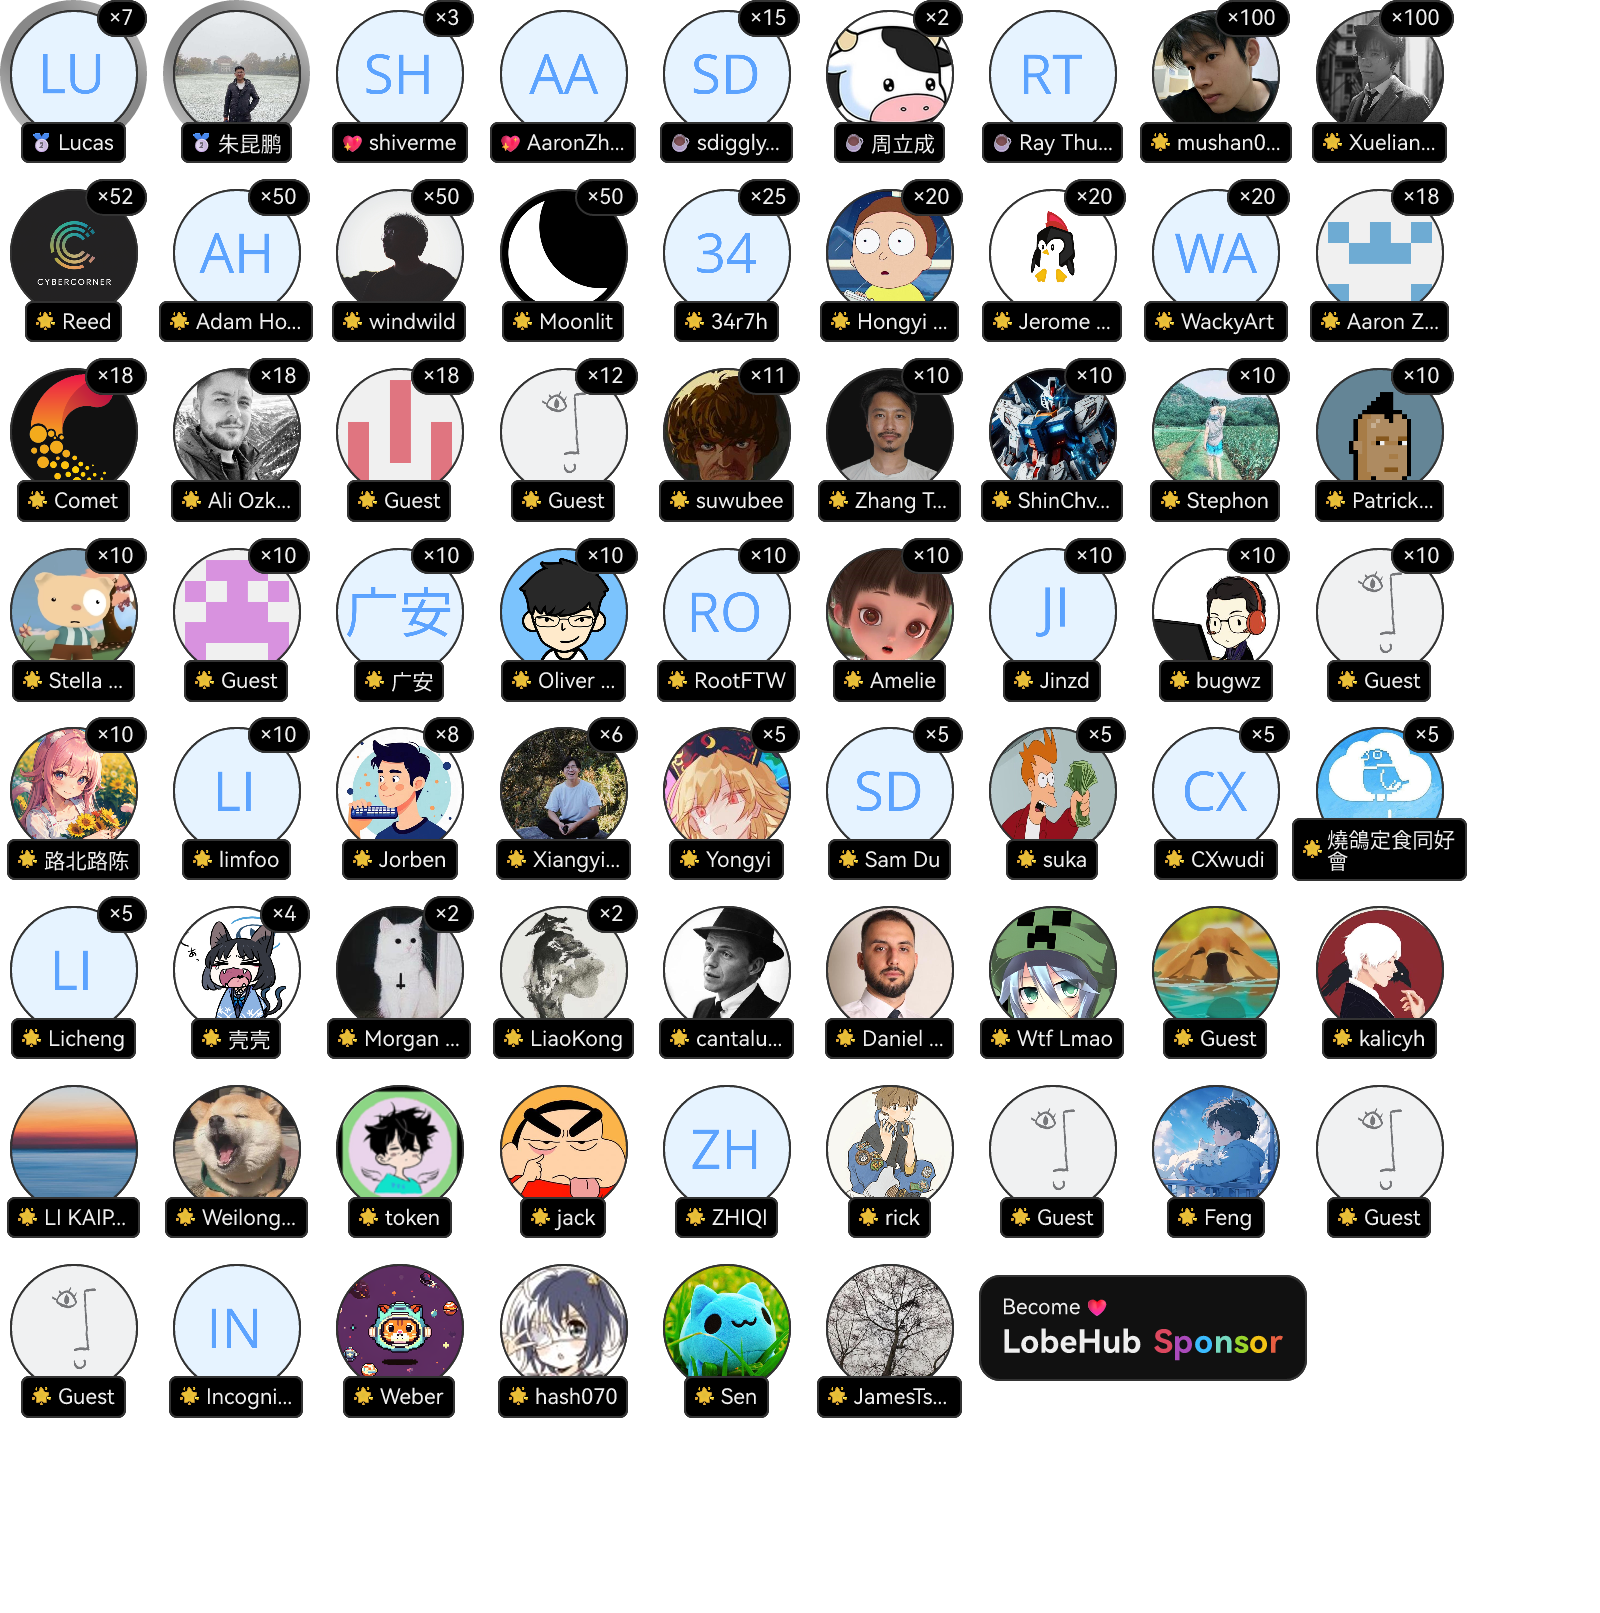 ×7
×3
×15
×2
×100
×100
LU
SH
AA
SD
RT
Lucas
朱昆鹏
shiverme
AaronZh...
sdiggly...
周立成
Ray Thu...
mushan0...
Xuelian...
×52
×50
×50
×50
×25
×20
×20
×20
×18
CYBERCORNER
AH
34
WA
Reed
Adam Ho...
windwild
Moonlit
34r7h
Hongyi ...
Jerome ...
WackyArt
Aaron Z...
×18
×18
×18
×12
×11
×10
×10
×10
×10
Comet
Ali Ozk...
Guest
Guest
suwubee
Zhang T...
ShinChv...
Stephon
Patrick...
×10
×10
×10
×10
×10
×10
×10
×10
×10
广安
RO
JI
Stella ...
Guest
广安
Oliver ...
RootFTW
Amelie
Jinzd
bugwz
Guest
×10
×10
×8
×6
×5
×5
×5
×5
×5
LI
SD
CX
路北路陈
limfoo
Jorben
Xiangyi...
Yongyi
Sam Du
suka
CXwudi
燒鴿定食同好
會
×5
×4
×2
×2
LI
Licheng
壳壳
Morgan ...
LiaoKong
cantalu...
Daniel ...
Wtf Lmao
Guest
kalicyh
ZH
LI KAIP...
Weilong...
token
jack
ZHIQI
rick
Guest
Feng
Guest
IN
Guest
Incogni...
Weber
hash070
Sen
JamesTs...
Become
LobeHub Sponsor